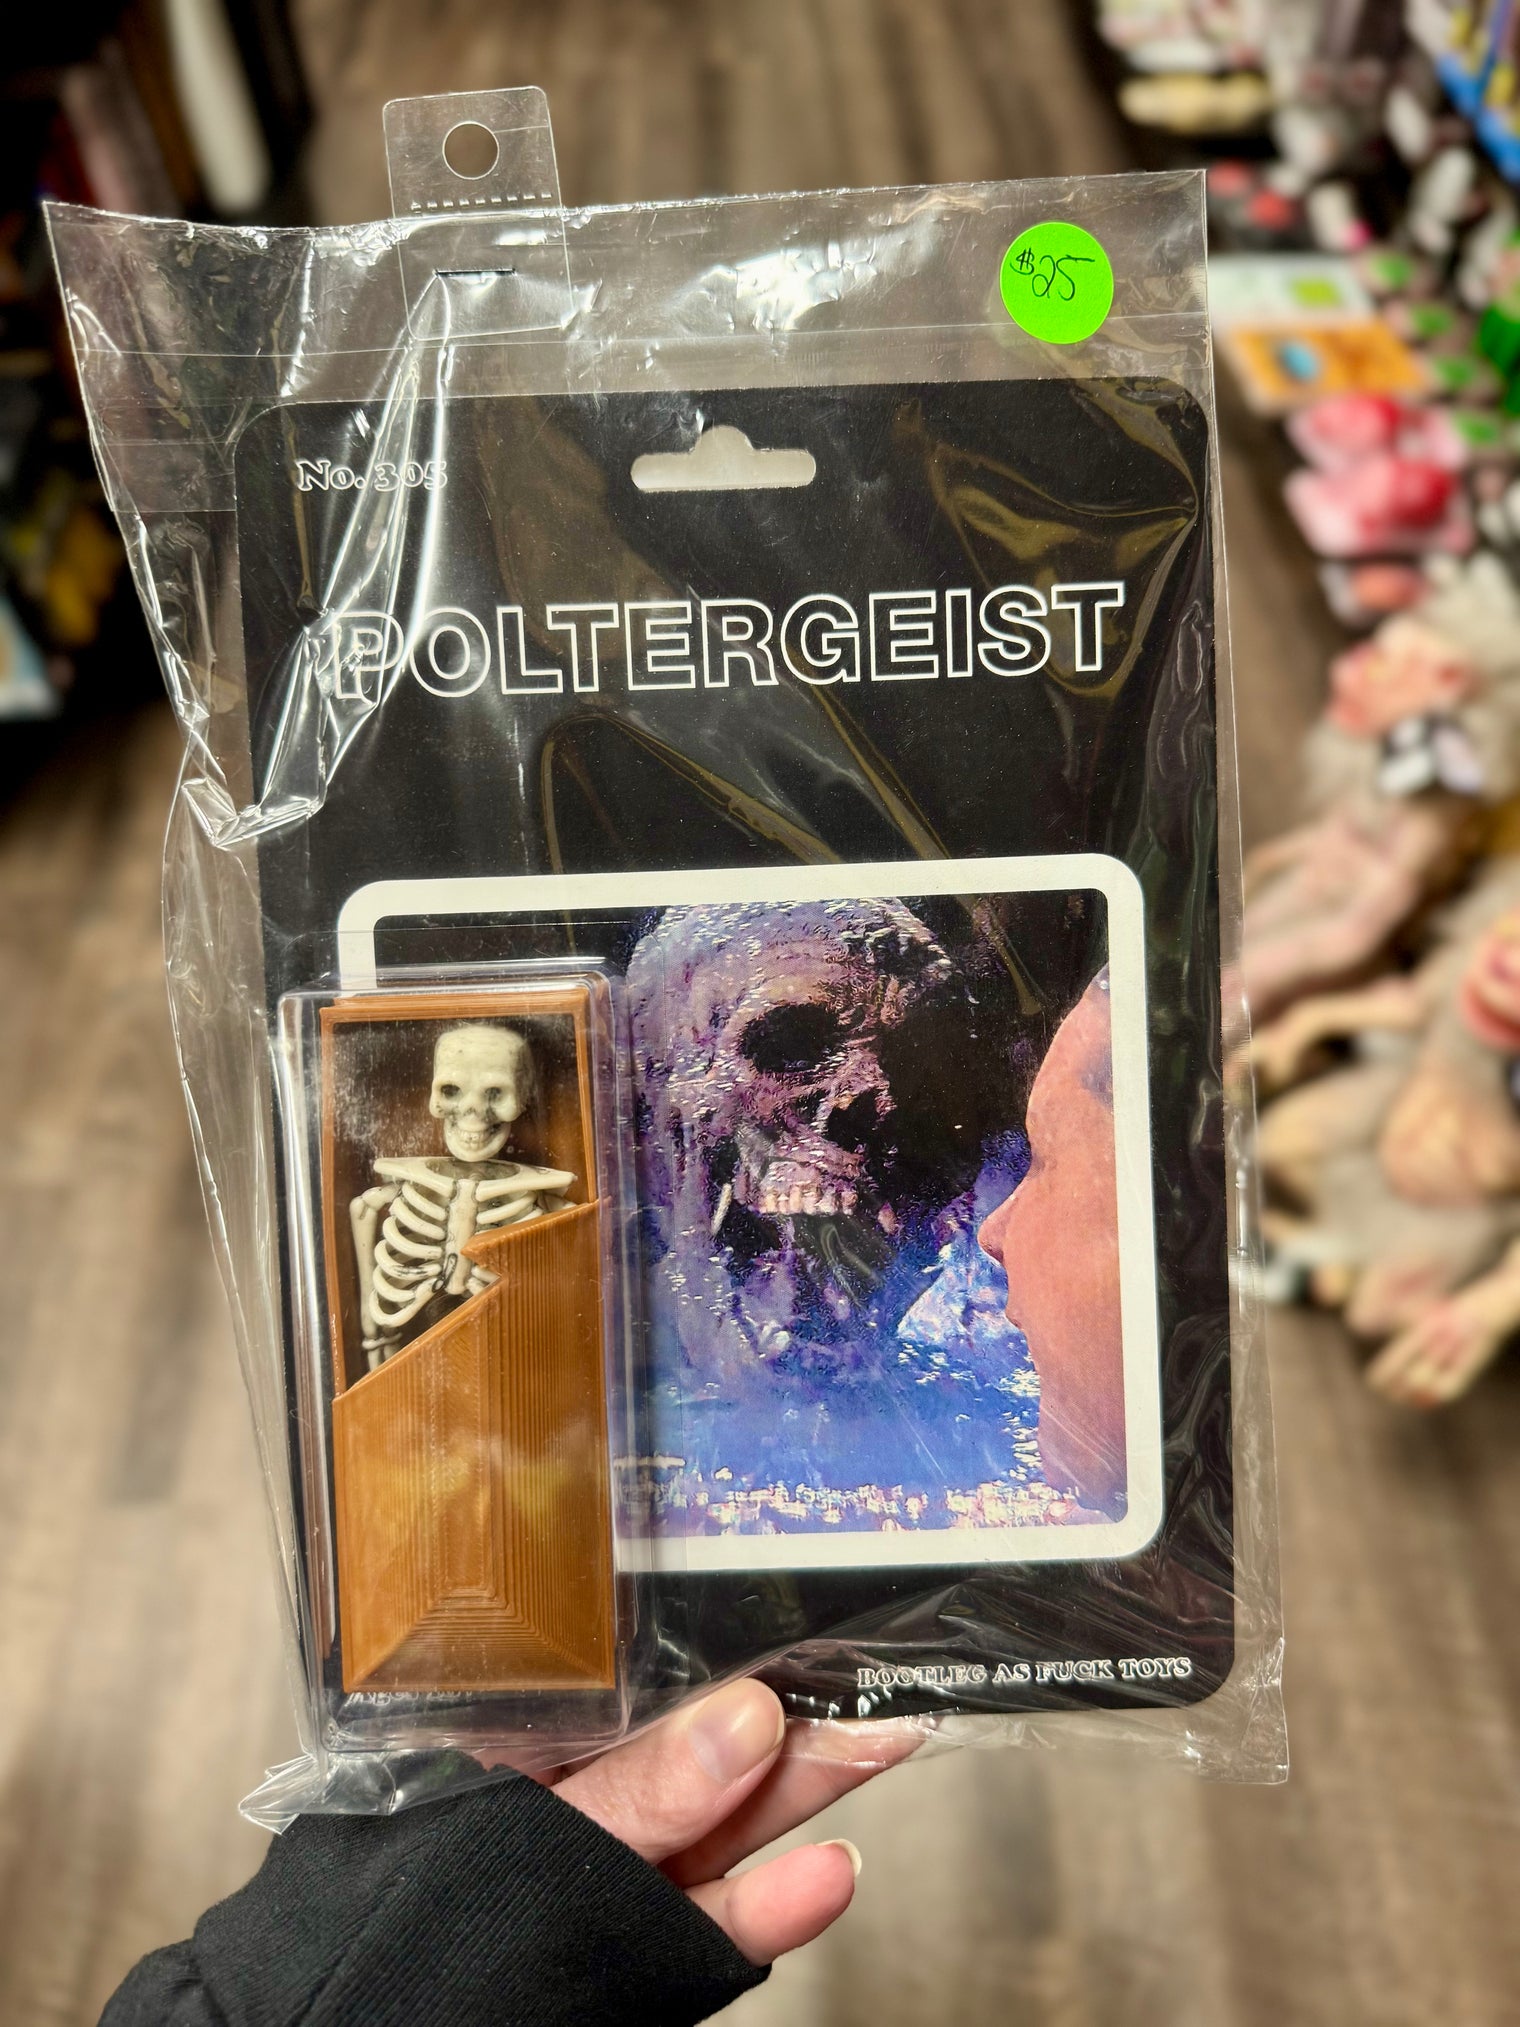 $25
No. 305
POLTERGEIST
BOOTLEG AS FUCK TOYS